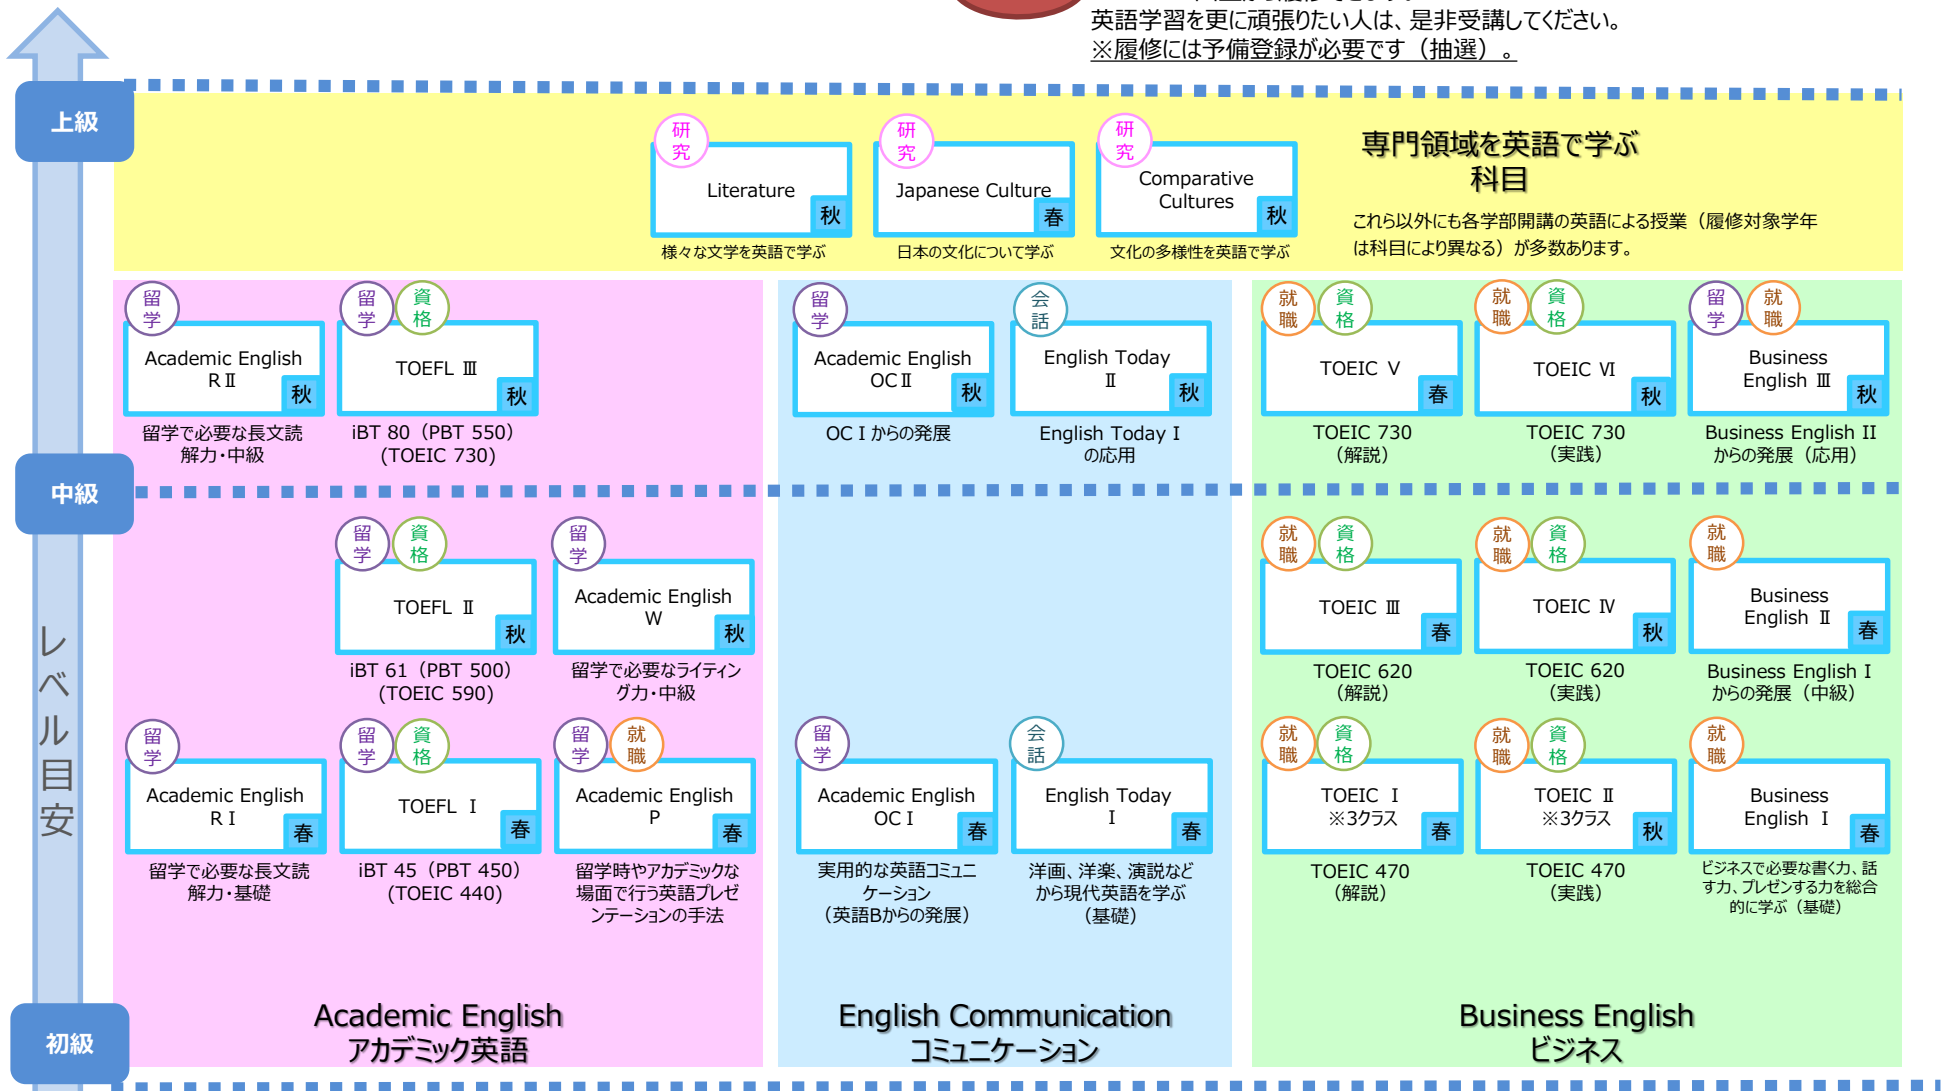 英語学習を更に頑張りたい人は、是非受講してください。
※履修には予備登録が必要です（抽選）。
上級
研究
Literature
秋
様々な文学を英語で学ぶ
研究
Japanese Culture
春
日本の文化について学ぶ
研究
Comparative
Cultures
秋
文化の多様性を英語で学ぶ
専門領域を英語で学ぶ
科目
これら以外にも各学部開講の英語による授業（履修対象学年
は科目により異なる）が多数あります。
留学
Academic English
R Ⅱ
秋
留学で必要な長文読
解力・中級
留学
資格
TOEFL Ⅲ
秋
iBT 80（PBT 550）
(TOEIC 730)
留学
Academic English
OC Ⅱ
秋
OC I からの発展
会話
English Today
Ⅱ
秋
English Today I
の応用
就職
資格
TOEIC Ⅴ
春
TOEIC 730
（解説）
就職
資格
TOEIC Ⅵ
秋
TOEIC 730
（実践）
留学
就職
Business
English Ⅲ
秋
Business English II
からの発展（応用）
中級
留学
資格
TOEFL Ⅱ
秋
iBT 61（PBT 500）
(TOEIC 590)
留学
Academic English
W
秋
留学で必要なライティン
グ力・中級
就職
資格
TOEIC Ⅲ
春
TOEIC 620
（解説）
就職
資格
TOEIC Ⅳ
秋
TOEIC 620
（実践）
就職
Business
English Ⅱ
春
Business English I
からの発展（中級）
レベル目安
留学
Academic English
R I
春
留学で必要な長文読
解力・基礎
留学
資格
TOEFL I
春
iBT 45（PBT 450）
(TOEIC 440)
留学
就職
Academic English
P
春
留学時やアカデミックな
場面で行う英語プレゼ
ンテーションの手法
留学
Academic English
OC I
春
実用的な英語コミュニ
ケーション
（英語Bからの発展）
会話
English Today
I
春
洋画、洋楽、演説など
から現代英語を学ぶ
（基礎）
就職
資格
TOEIC I
※3クラス
春
TOEIC 470
（解説）
就職
資格
TOEIC Ⅱ
※3クラス
秋
TOEIC 470
（実践）
就職
Business
English I
春
ビジネスで必要な書く力、話
す力、プレゼンする力を総合
的に学ぶ（基礎）
初級
Academic English
アカデミック英語
English Communication
コミュニケーション
Business English
ビジネス